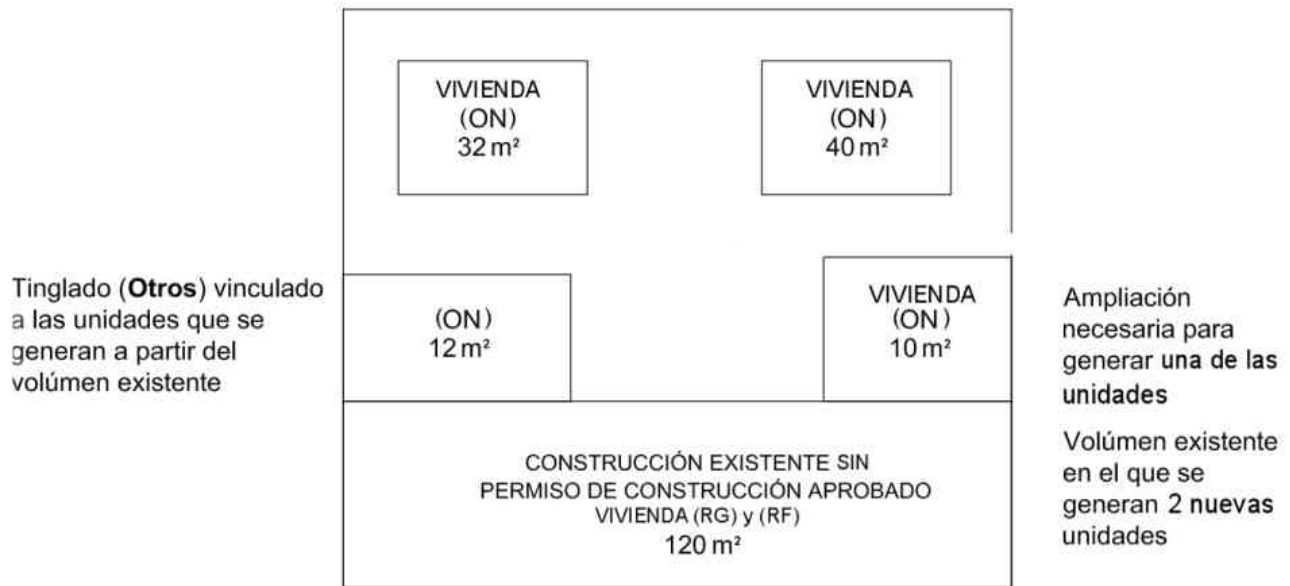 VIVIENDA
(ON)
32 m²
VIVIENDA
(ON)
40 m²
Tinglado (Otros) vinculado
a las unidades que se
generan a partir del
volúmen existente
(ON)
12 m²
VIVIENDA
(ON)
10 m²
Ampliación
necesaria para
generar una de las
unidades
CONSTRUCCIÓN EXISTENTE SIN
PERMISO DE CONSTRUCCIÓN APROBADO
VIVIENDA (RG) y (RF)
120 m²
Volúmen existente
en el que se
generan 2 nuevas
unidades